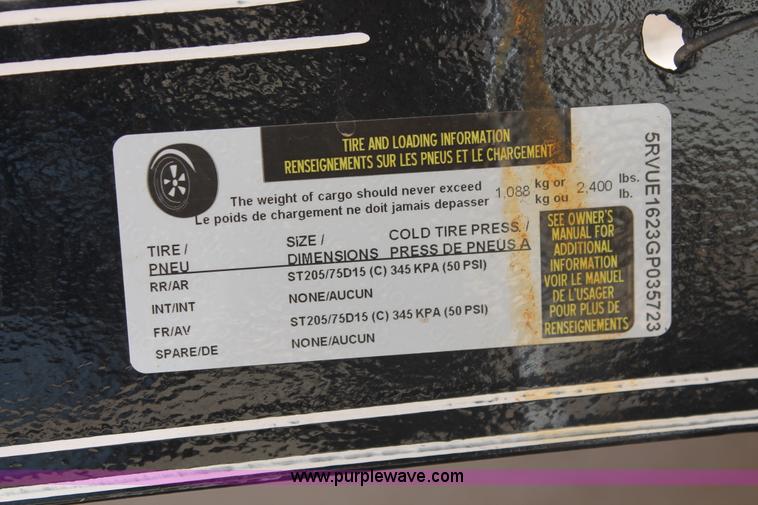 TIRE AND LOADING INFORMATION
RENSEIGNEMENTS SUR LES PNEUS ET LE CHARGEMENT
The weight of cargo should never exceed 1,088 kg or 2,400 lbs.
Le poids de chargement ne doit jamais depasser kg ou lb.
TIRE / SIZE / COLD TIRE PRESS /
PNEU DIMENSIONS PRESS DE PNEUS A
RR/AR ST205/75D15 (C) 345 KPA (50 PSI)
INT/INT NONE/AUCUN
FR/AV ST205/75D15 (C) 345 KPA (50 PSI)
SPARE/DE NONE/AUCUN
SEE OWNER'S
MANUAL FOR
ADDITIONAL
INFORMATION
VOIR LE MANUEL
DE L'USAGER
POUR PLUS DE
RENSEIGNEMENTS
5RVUE1623GP035723
www.purplewave.com